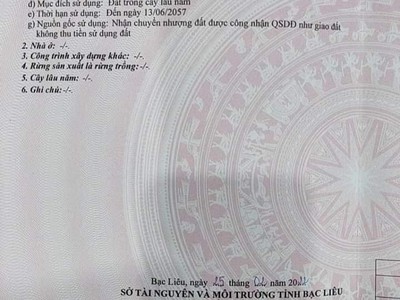 d) Mục đích sử dụng: Đất trồng cây lâu năm
e) Thời hạn sử dụng: Đến ngày 13/06/2057
g) Nguồn gốc sử dụng: Nhận chuyển nhượng đất được công nhận QSDĐ như giao đất
không thu tiền sử dụng đất
2. Nhà ở: -/-.
3. Công trình xây dựng khác: -/-.
4. Rừng sản xuất là rừng trồng: -/-.
5. Cây lâu năm: -/-.
6. Ghi chú: -/-.
Bạc Liêu, ngày 25 tháng 02 năm
SỞ TÀI NGUYÊN VÀ MÔI TRƯỜNG TỈNH BẠC LIÊU